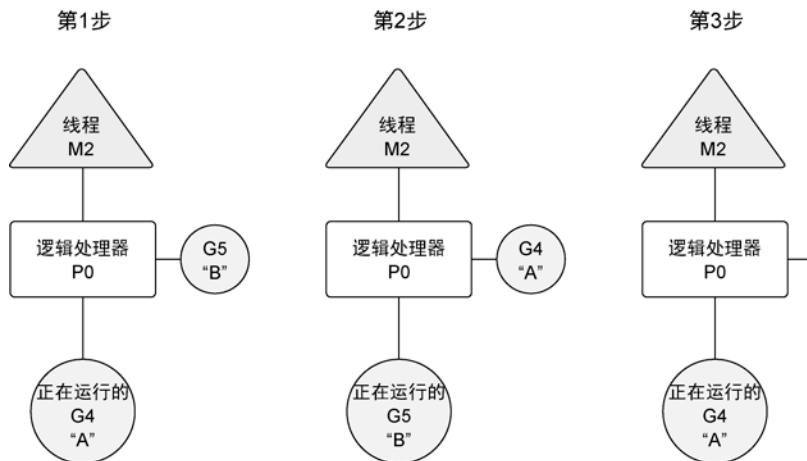 第1步
线程
M2
逻辑处理器
P0
G5
“B”
正在运行的
G4
“A”
第2步
线程
M2
逻辑处理器
P0
G4
“A”
正在运行的
G5
“B”
第3步
线程
M2
逻辑处理器
P0
正在运行的
G4
“A”